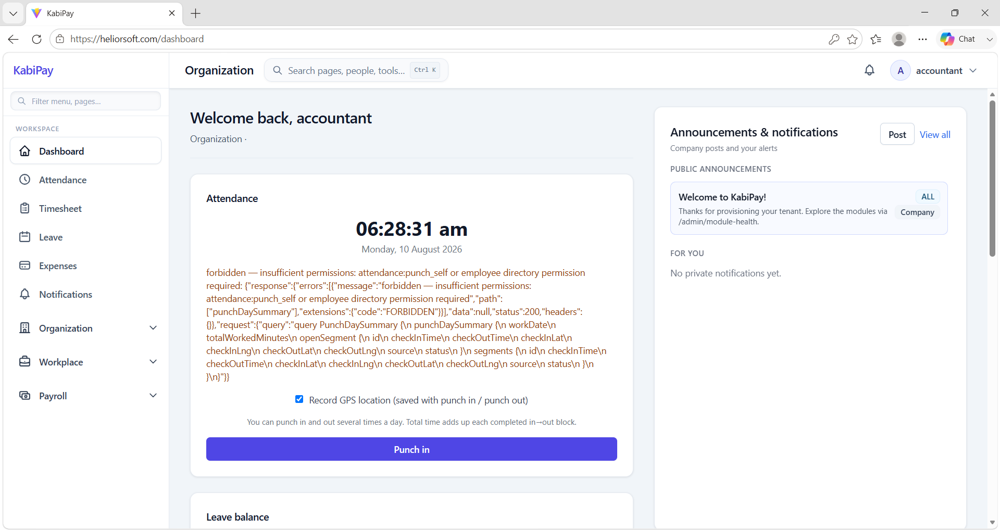 KabiPay
https://heliorsoft.com/dashboard
Chat
KabiPay
Organization
Search pages, people, tools...
Ctrl K
A
accountant
Filter menu, pages...
WORKSPACE
Dashboard
Attendance
Timesheet
Leave
Expenses
Notifications
Organization
Workplace
Payroll
Welcome back, accountant
Organization ·
Attendance
06:28:31 am
Monday, 10 August 2026
forbidden — insufficient permissions: attendance:punch_self or employee directory permission
required: {"response":{"errors":[{"message":"forbidden — insufficient permissions:
attendance:punch_self or employee directory permission required","path":
["punchDaySummary"],"extensions":{"code":"FORBIDDEN"}}],"data":null,"status":200,"headers":
{}},"request":{"query":"query PunchDaySummary {\n punchDaySummary {\n workDate\n
totalWorkedMinutes\n openSegment {\n id\n checkInTime\n checkOutTime\n checkInLat\n
checkInLng\n checkOutLat\n checkOutLng\n source\n status\n }\n segments {\n id\n checkInTime\n
checkOutTime\n checkInLat\n checkInLng\n checkOutLat\n checkOutLng\n source\n status\n }\n
}\n}"}}
Record GPS location (saved with punch in / punch out)
You can punch in and out several times a day. Total time adds up each completed in→out block.
Punch in
Leave balance
Announcements & notifications
Post
View all
Company posts and your alerts
PUBLIC ANNOUNCEMENTS
Welcome to KabiPay!
ALL
Thanks for provisioning your tenant. Explore the modules via
/admin/module-health.
Company
FOR YOU
No private notifications yet.